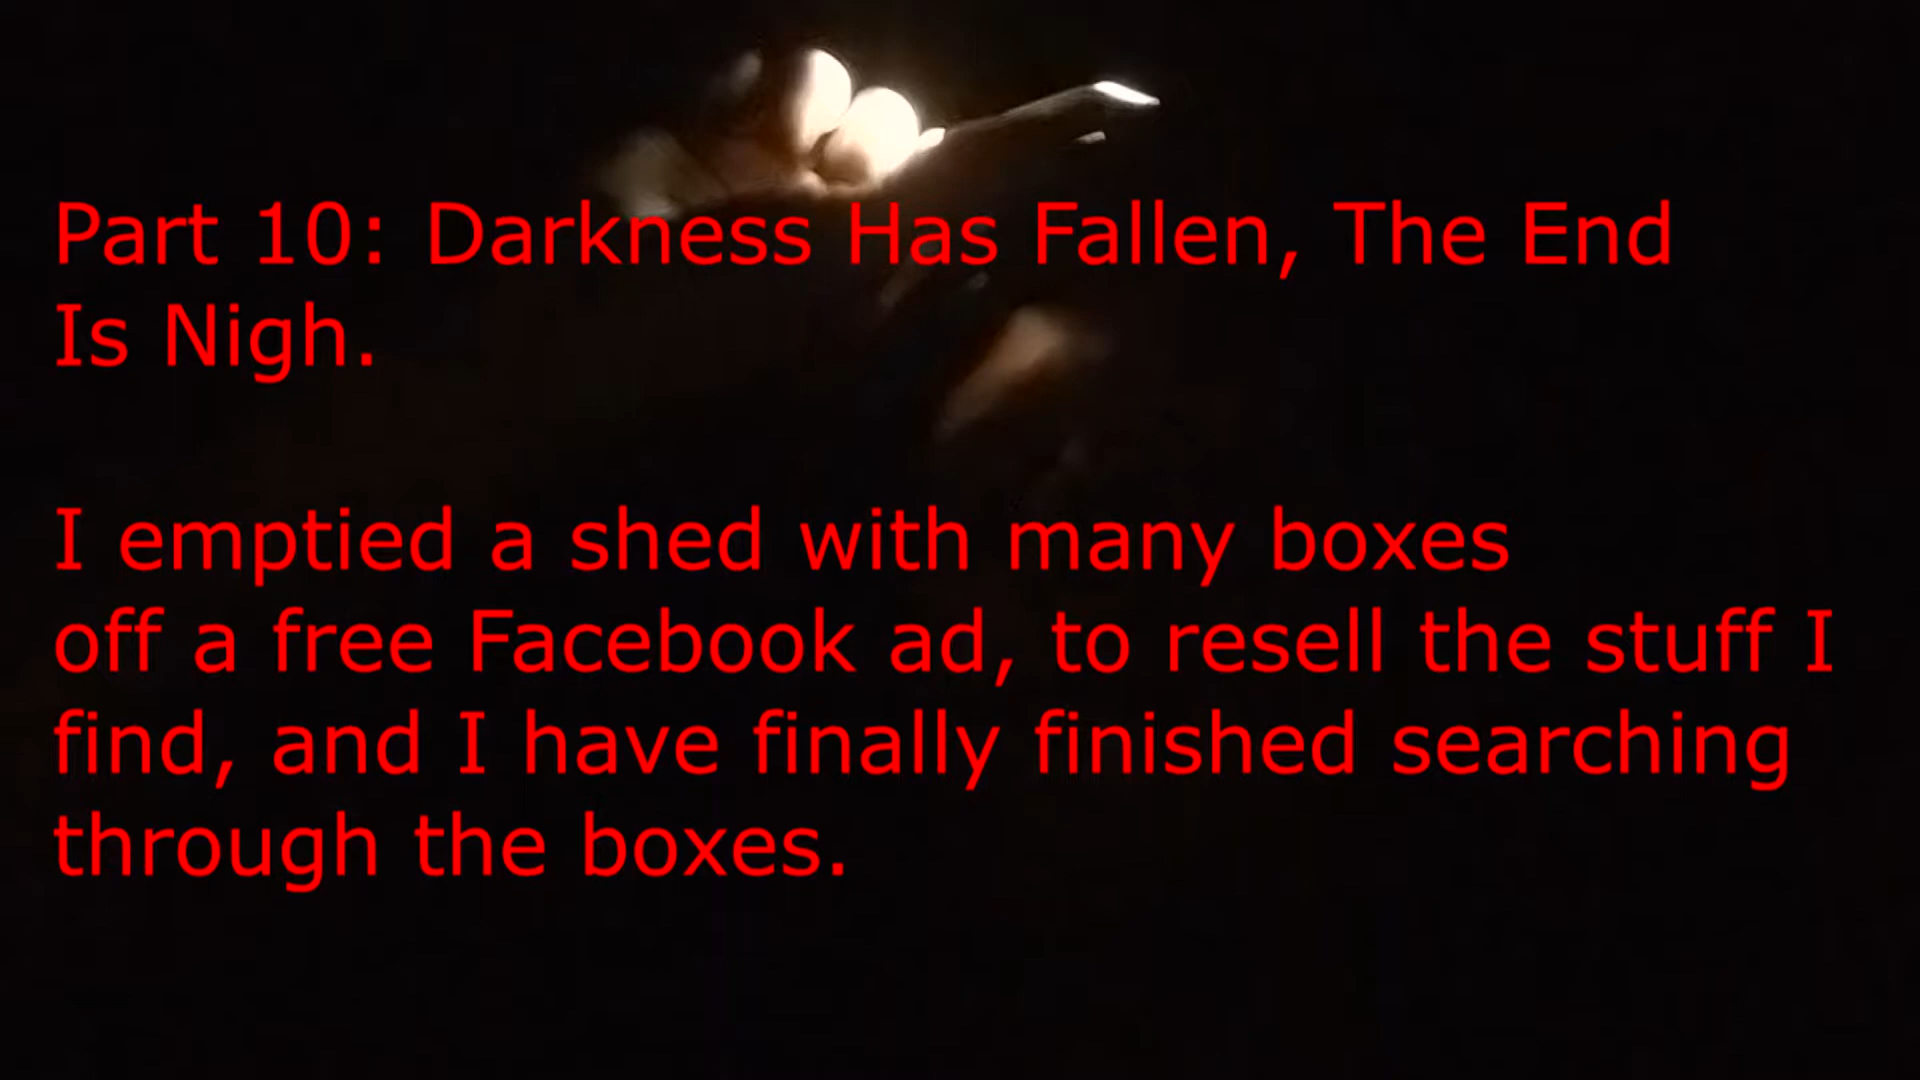 Part 10: Darkness Has Fallen, The End
Is Nigh.
I emptied a shed with many boxes
off a free Facebook ad, to resell the stuff I
find, and I have finally finished searching
through the boxes.